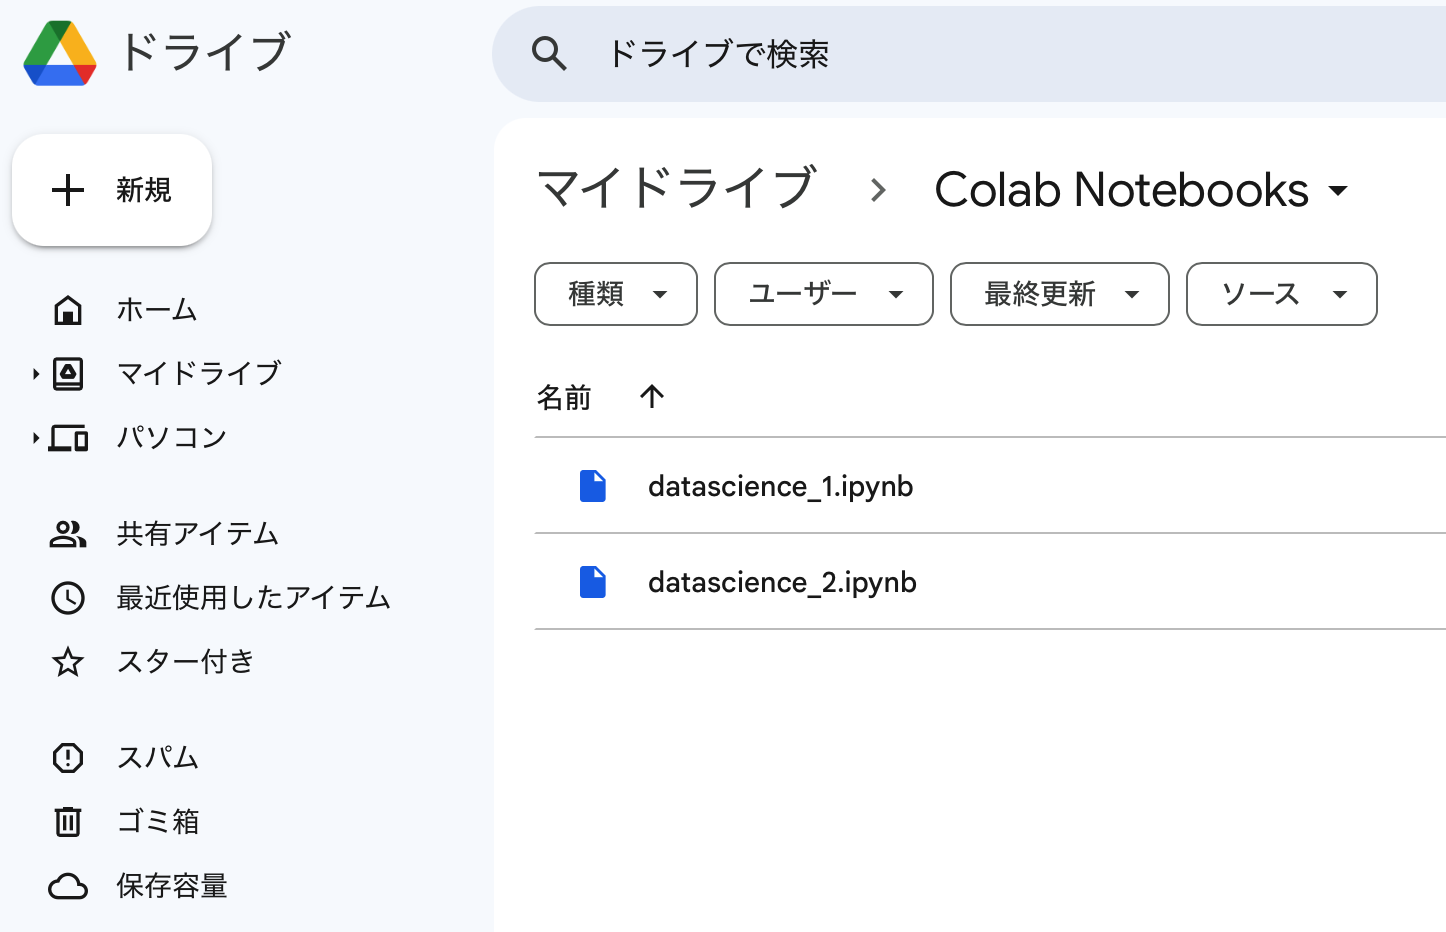 ドライブ
ドライブで検索
新規
ホーム
マイドライブ
パソコン
共有アイテム
最近使用したアイテム
スター付き
スパム
ゴミ箱
保存容量
マイドライブ Colab Notebooks
種類 ユーザー 最終更新 ソース
名前
datascience_1.ipynb
datascience_2.ipynb